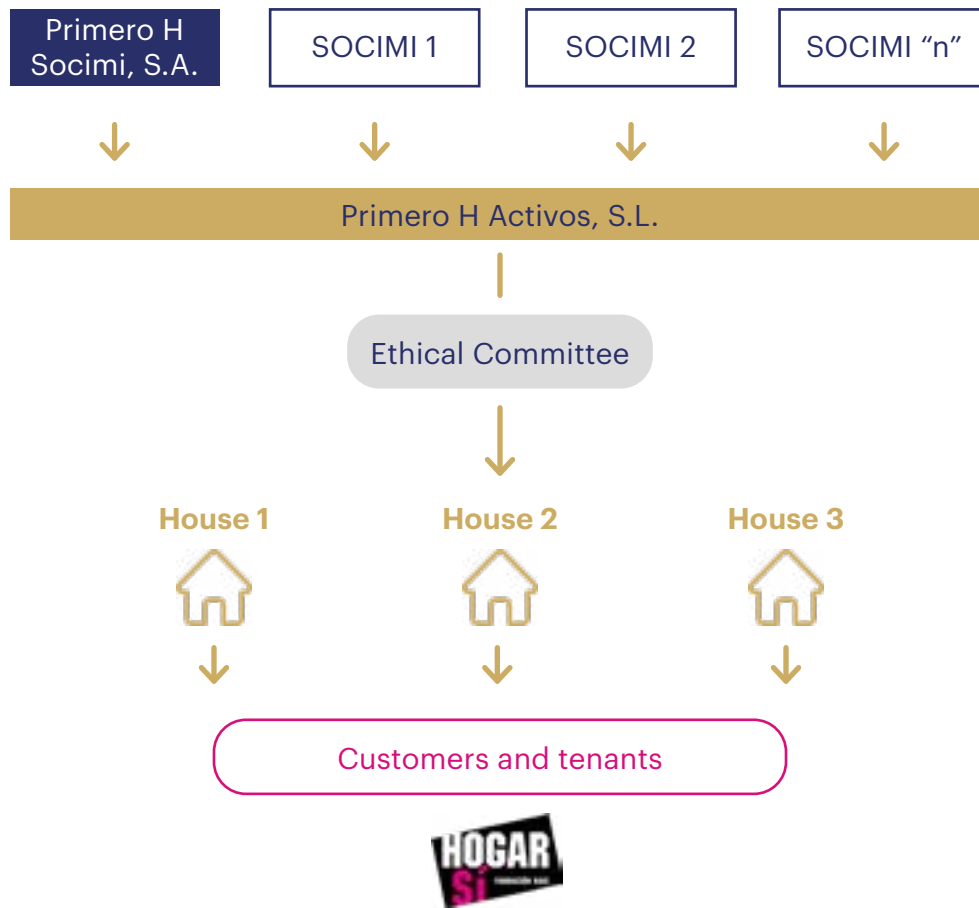 Primero H
Socimi, S.A.
SOCIMI 1
SOCIMI 2
SOCIMI “n”
Primero H Activos, S.L.
Ethical Committee
House 1
House 2
House 3
Customers and tenants
HOGAR
Sí